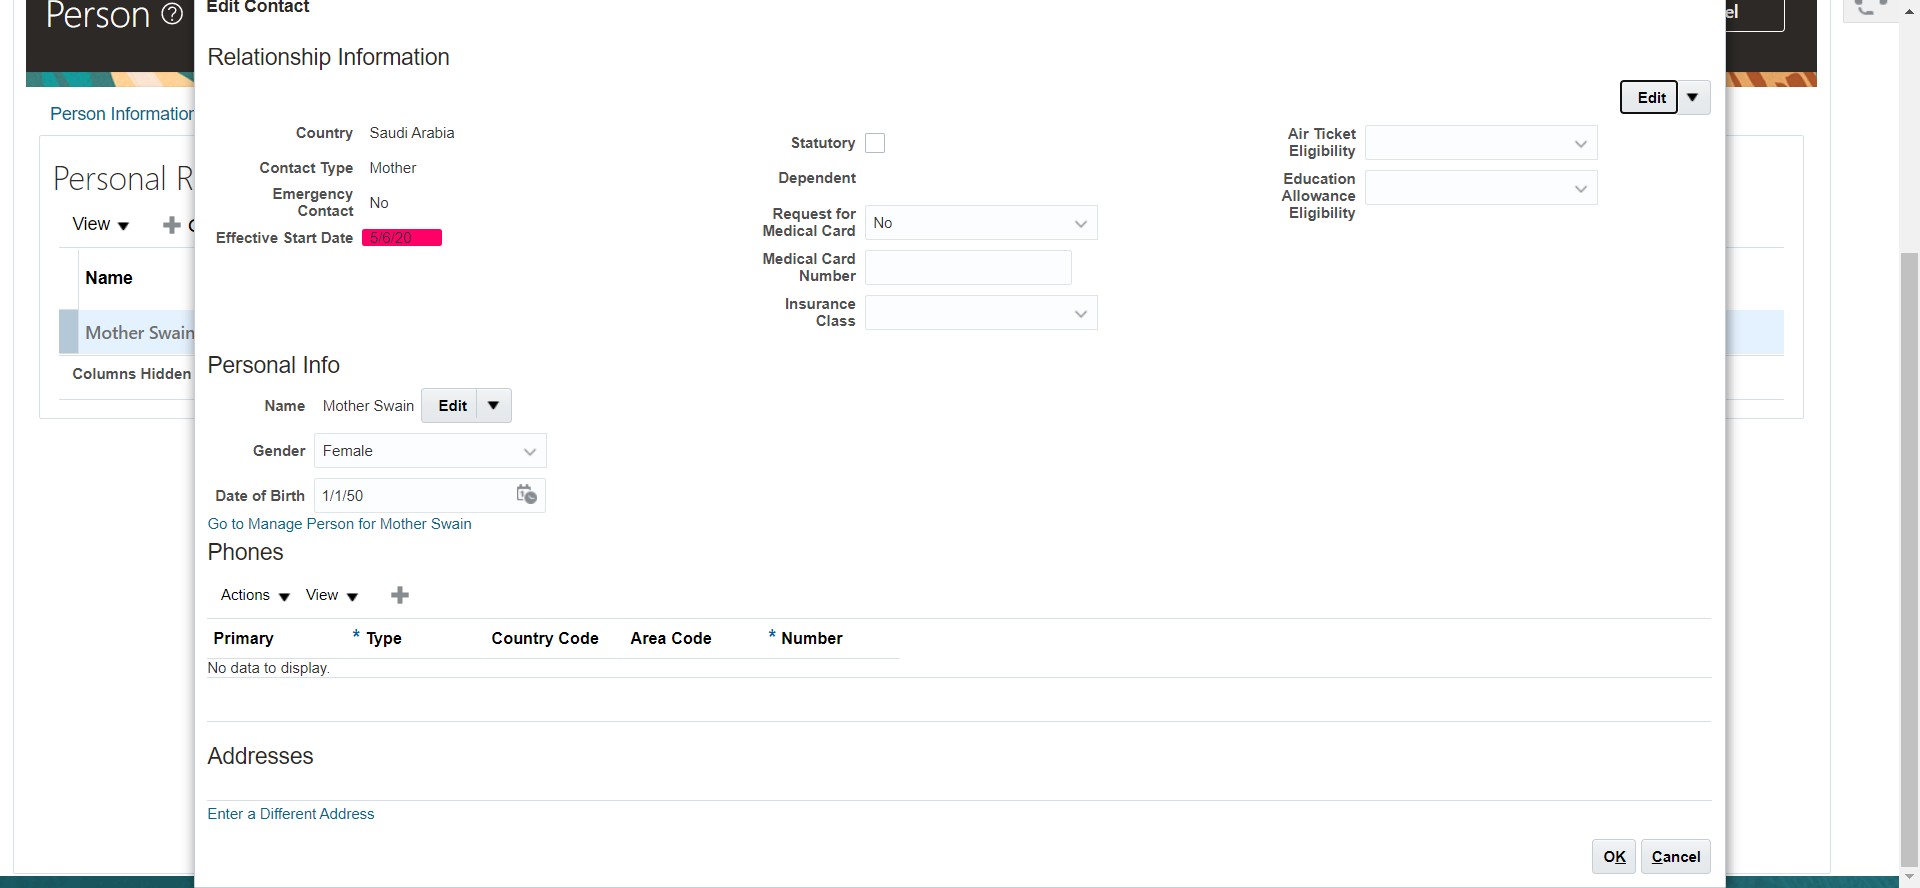 Person
Edit Contact
el
Relationship Information
Edit
Person Information
Country Saudi Arabia
Statutory
Air Ticket
Eligibility
Contact Type Mother
Dependent
Education
Allowance
Eligibility
Personal R
Emergency
Contact No
View
Request for
Medical Card No
Effective Start Date 5/6/20
Medical Card
Number
Name
Insurance
Class
Mother Swain
Columns Hidden
Personal Info
Name Mother Swain Edit
Gender Female
Date of Birth 1/1/50
Go to Manage Person for Mother Swain
Phones
Actions View
Primary * Type Country Code Area Code * Number
No data to display.
Addresses
Enter a Different Address
OK Cancel